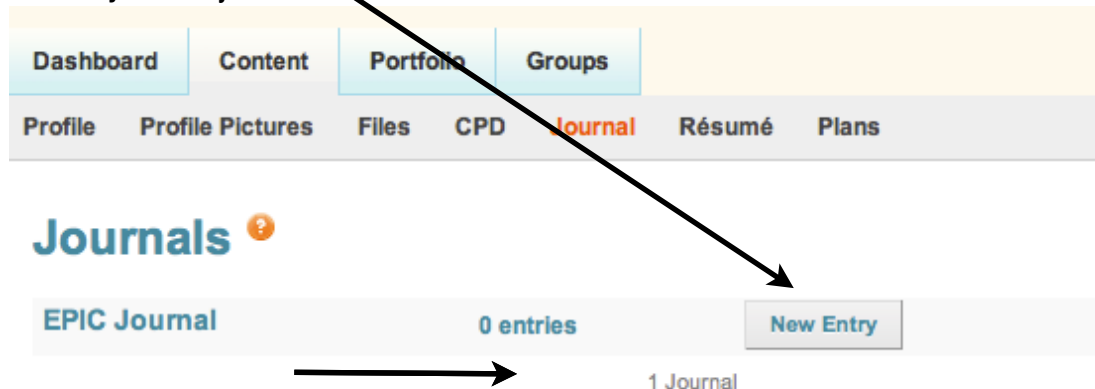 Dashboard Content Portfolio Groups
Profile Profile Pictures Files CPD Journal Résumé Plans
Journals
EPIC Journal 0 entries New Entry
1 Journal